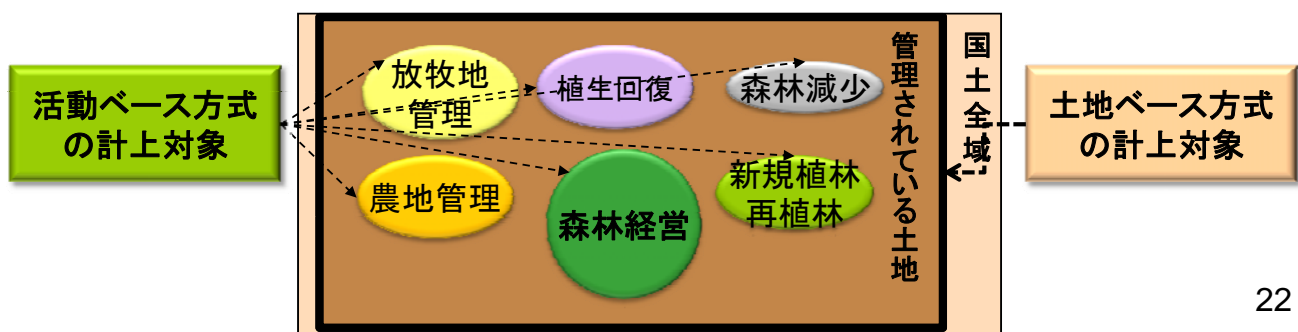 活動ベース方式
の計上対象
放牧地
管理
植生回復
森林減少
農地管理
森林経営
新規植林
再植林
管理されている土地
国土全域
土地ベース方式
の計上対象
22